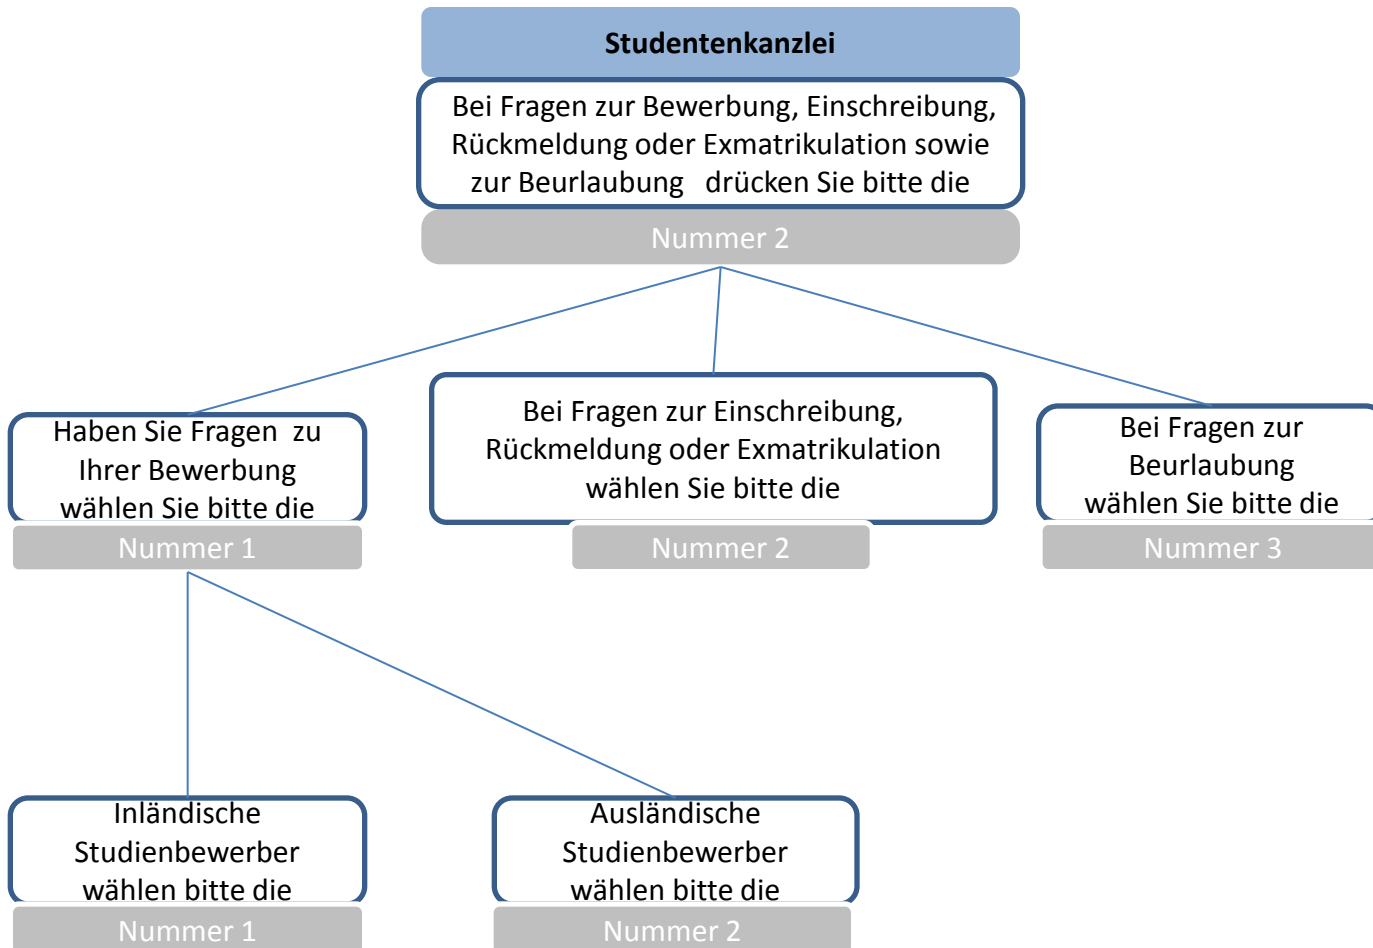 Studentenkanzlei
Bei Fragen zur Bewerbung, Einschreibung,
Rückmeldung oder Exmatrikulation sowie
zur Beurlaubung drücken Sie bitte die
Nummer 2
Haben Sie Fragen zu
Ihrer Bewerbung
wählen Sie bitte die
Nummer 1
Bei Fragen zur Einschreibung,
Rückmeldung oder Exmatrikulation
wählen Sie bitte die
Nummer 2
Bei Fragen zur
Beurlaubung
wählen Sie bitte die
Nummer 3
Inländische
Studienbewerber
wählen bitte die
Nummer 1
Ausländische
Studienbewerber
wählen bitte die
Nummer 2